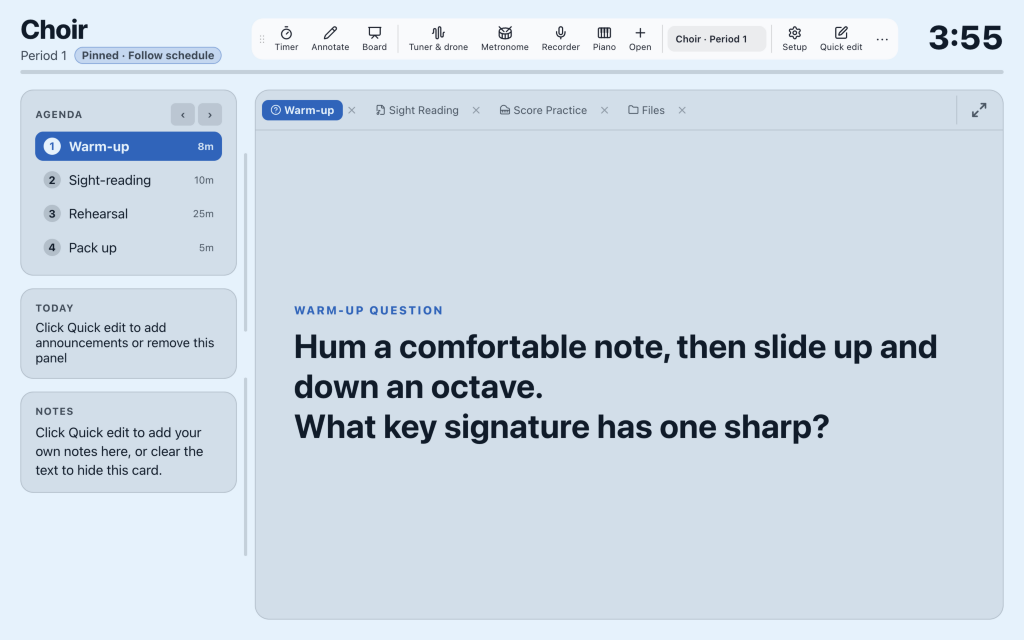 Choir
Period 1 Pinned · Follow schedule
Timer Annotate Board Tuner & drone Metronome Recorder Piano Open Choir · Period 1 Setup Quick edit ···
3:55
AGENDA ‹ ›
1 Warm-up 8m
2 Sight-reading 10m
3 Rehearsal 25m
4 Pack up 5m
TODAY
Click Quick edit to add
announcements or remove this
panel
NOTES
Click Quick edit to add your
own notes here, or clear the
text to hide this card.
Warm-up × Sight Reading × Score Practice × Files ×
WARM-UP QUESTION
Hum a comfortable note, then slide up and
down an octave.
What key signature has one sharp?